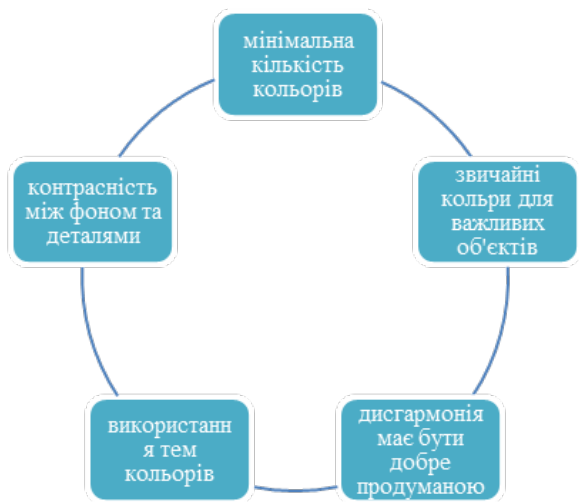 мінімальна
кількість
кольорів
звичайні
кольри для
важливих
об'єктів
дисгармонія
має бути
добре
продуманою
використанн
я тем
кольорів
контрасність
між фоном та
деталями